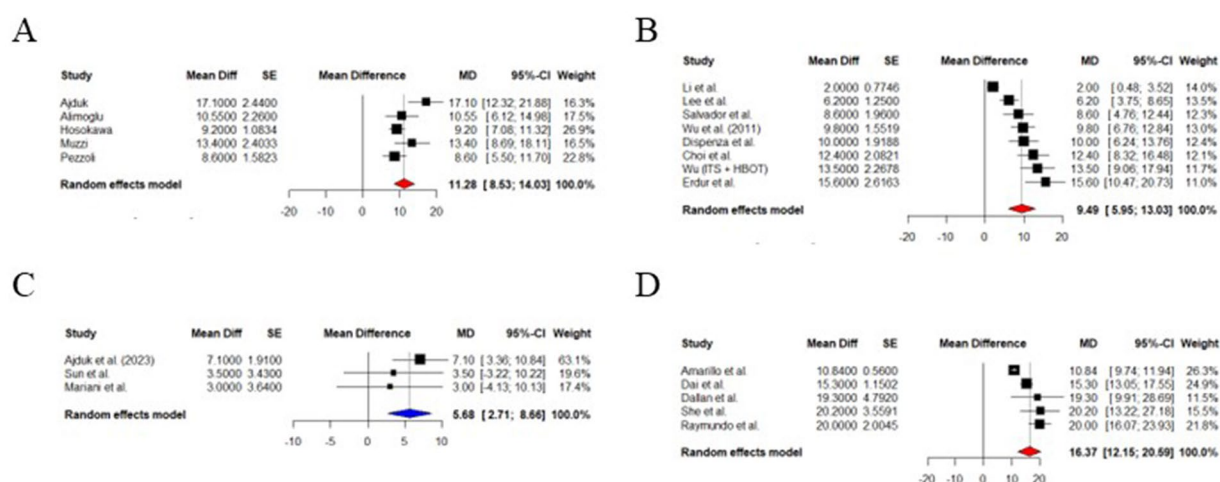 A
Study Mean Diff SE Mean Difference MD 95%-CI Weight
Ajduk 17.1000 2.4400 17.10 [12.32; 21.88] 16.3%
Alimoglu 10.5500 2.2600 10.55 [6.12; 14.98] 17.5%
Hosokawa 9.2000 1.0834 9.20 [7.08; 11.32] 26.9%
Muzzi 13.4000 2.4033 13.40 [8.69; 18.11] 16.5%
Pezzoli 8.6000 1.5823 8.60 [5.50; 11.70] 22.8%
Random effects model 11.28 [8.53; 14.03] 100.0%
-20 -10 0 10 20
B
Study Mean Diff SE Mean Difference MD 95%-CI Weight
Li et al. 2.0000 0.7746 2.00 [0.48; 3.52] 14.0%
Lee et al. 6.2000 1.2500 6.20 [3.75; 8.65] 13.5%
Salvador et al. 8.6000 1.9600 8.60 [4.76; 12.44] 12.3%
Wu et al. (2011) 9.8000 1.5519 9.80 [6.76; 12.84] 13.0%
Dispenza et al. 10.0000 1.9188 10.00 [6.24; 13.76] 12.4%
Choi et al. 12.4000 2.0821 12.40 [8.32; 16.48] 12.1%
Wu (ITS + HBOT) 13.5000 2.2678 13.50 [9.06; 17.94] 11.7%
Erdur et al. 15.6000 2.6163 15.60 [10.47; 20.73] 11.0%
Random effects model 9.49 [5.95; 13.03] 100.0%
-20 -10 0 10 20
C
Study Mean Diff SE Mean Difference MD 95%-CI Weight
Ajduk et al. (2023) 7.1000 1.9100 7.10 [3.36; 10.84] 63.1%
Sun et al. 3.5000 3.4300 3.50 [-3.22; 10.22] 19.6%
Mariani et al. 3.0000 3.6400 3.00 [-4.13; 10.13] 17.4%
Random effects model 5.68 [2.71; 8.66] 100.0%
-10 -5 0 5 10
D
Study Mean Diff SE Mean Difference MD 95%-CI Weight
Amarillo et al. 10.8400 0.5600 10.84 [9.74; 11.94] 26.3%
Dai et al. 15.3000 1.1502 15.30 [13.05; 17.55] 24.9%
Dallan et al. 19.3000 4.7920 19.30 [9.91; 28.69] 11.5%
She et al. 20.2000 3.5591 20.20 [13.22; 27.18] 15.5%
Raymundo et al. 20.0000 2.0045 20.00 [16.07; 23.93] 21.8%
Random effects model 16.37 [12.15; 20.59] 100.0%
-20 -10 0 10 20